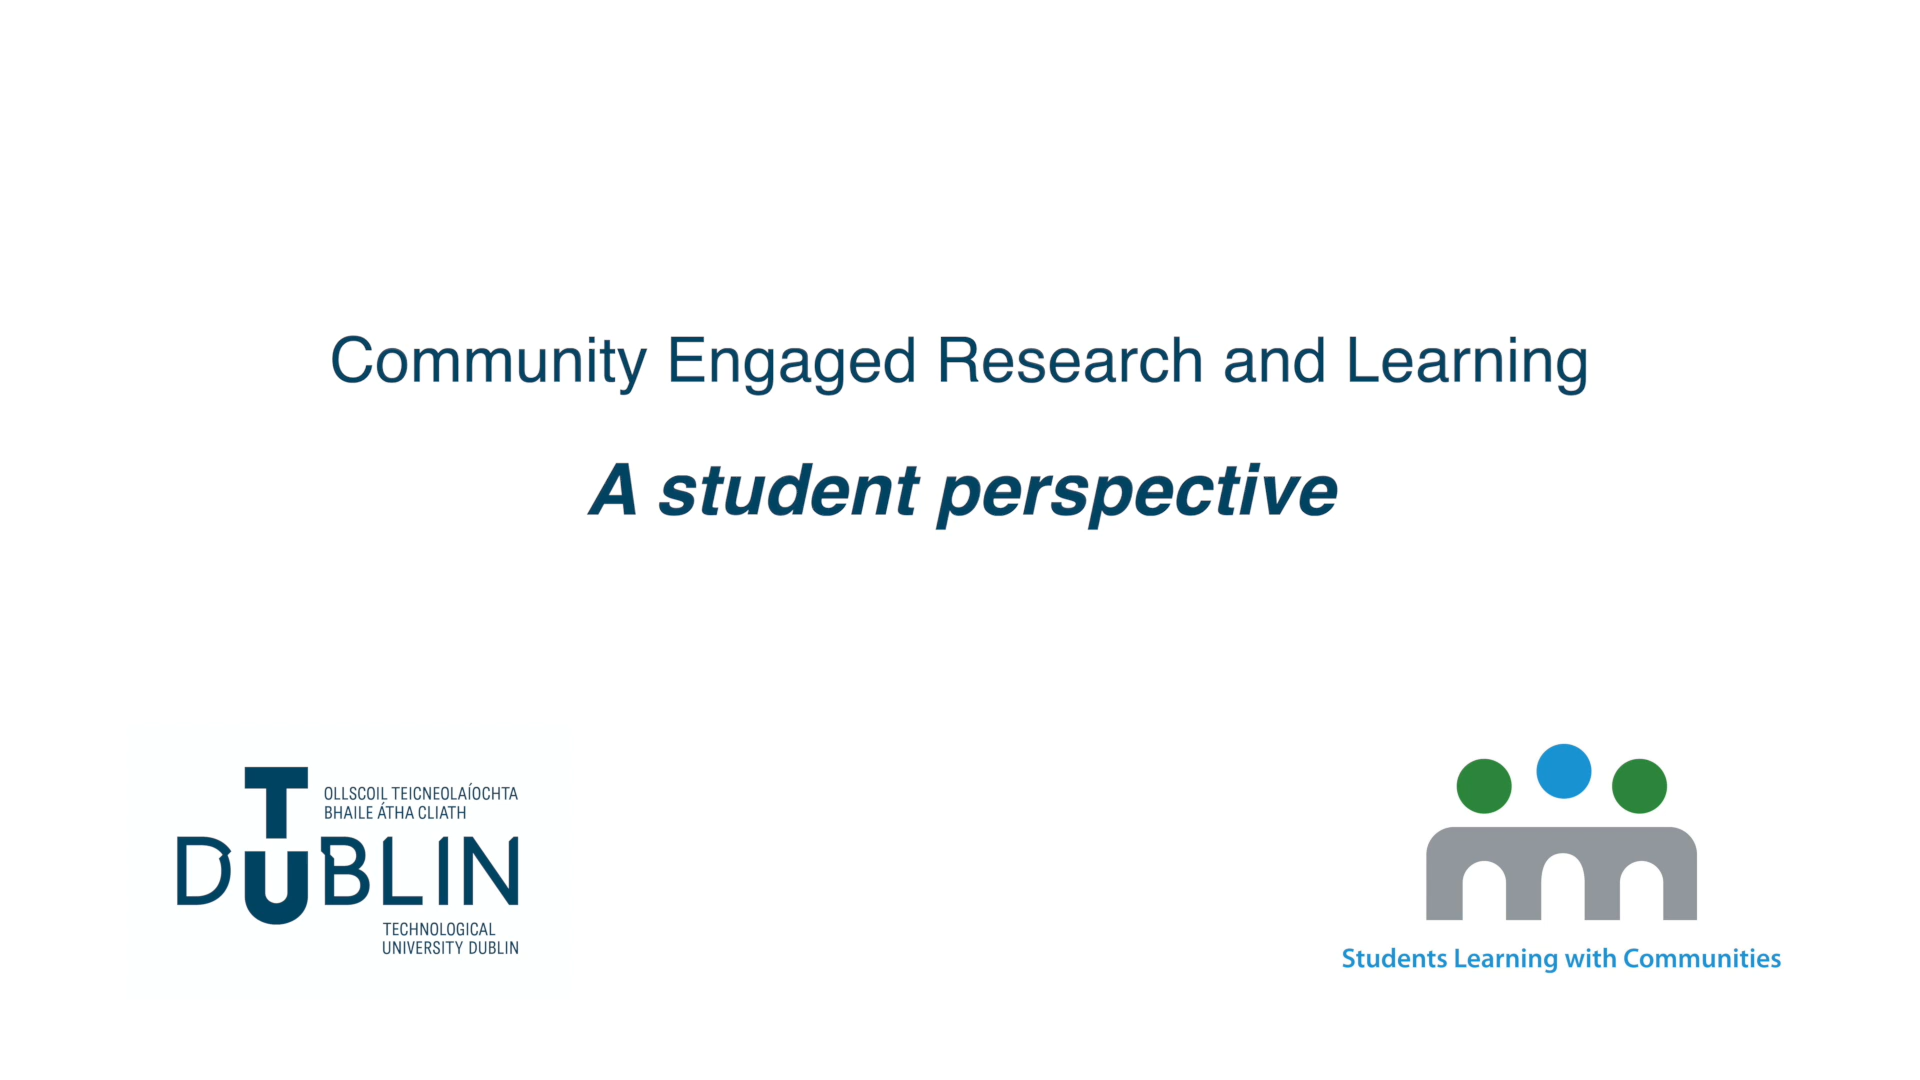 Community Engaged Research and Learning
A student perspective
TU
OLLSCOIL TEICNEOLAÍOCHTA
BHAILE ÁTHA CLIATH
DUBLIN
TECHNOLOGICAL
UNIVERSITY DUBLIN
Students Learning with Communities